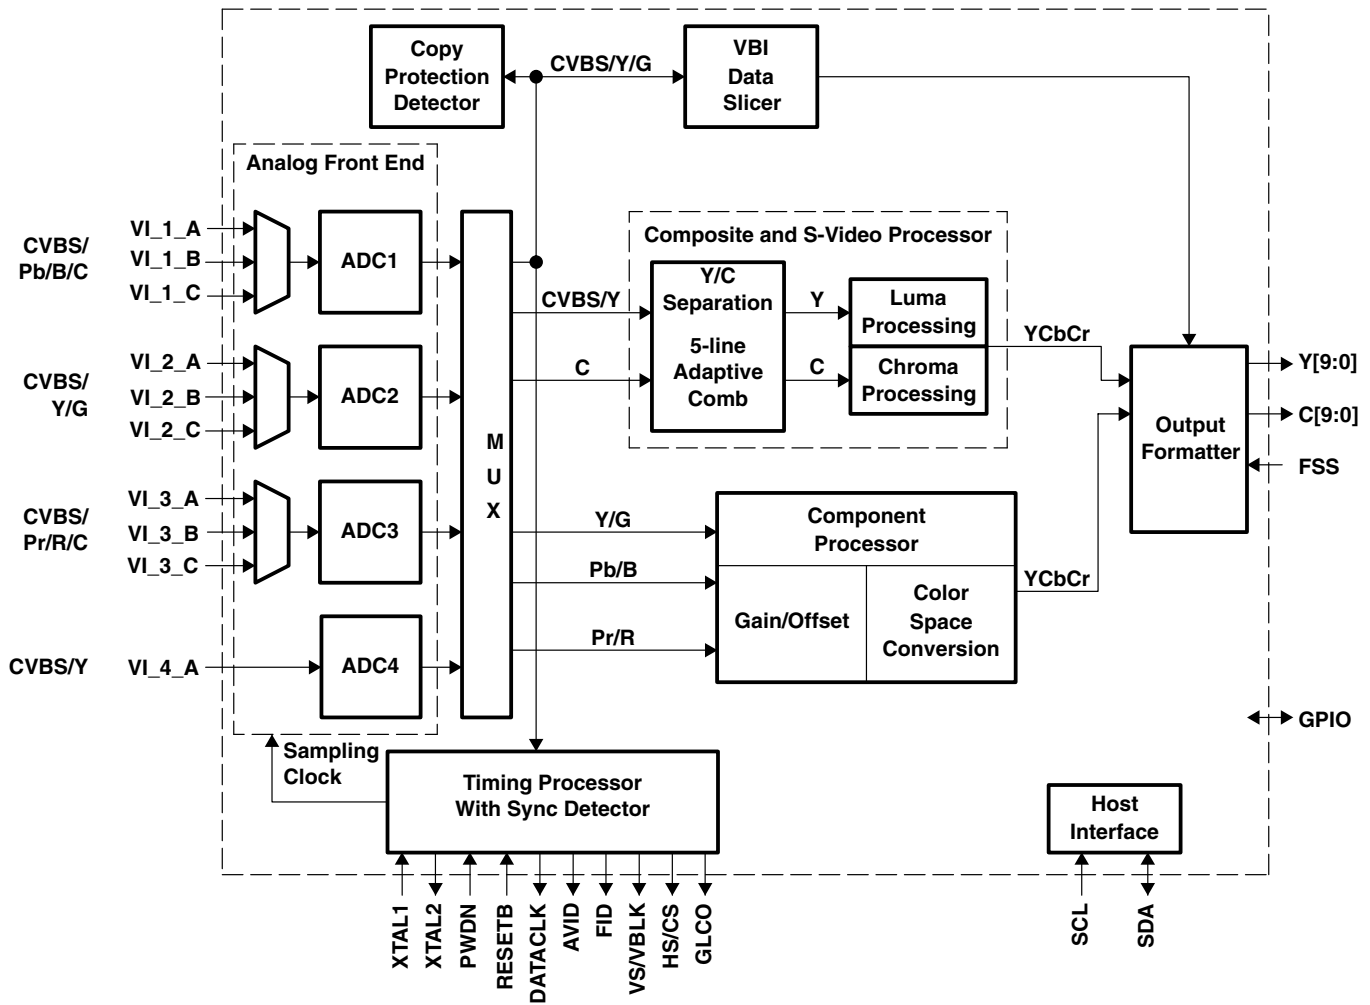 Copy
Protection
Detector
CVBS/Y/G
VBI
Data
Slicer
Analog Front End
CVBS/
Pb/B/C
VI_1_A
VI_1_B
VI_1_C
ADC1
CVBS/
Y/G
VI_2_A
VI_2_B
VI_2_C
ADC2
CVBS/
Pr/R/C
VI_3_A
VI_3_B
VI_3_C
ADC3
CVBS/Y
VI_4_A
ADC4
M
U
X
Composite and S-Video Processor
CVBS/Y
C
Y/C
Separation
5-line
Adaptive
Comb
Y
C
Luma
Processing
Chroma
Processing
YCbCr
Y/G
Pb/B
Pr/R
Component
Processor
Gain/Offset
Color
Space
Conversion
YCbCr
Output
Formatter
Y[9:0]
C[9:0]
FSS
GPIO
Sampling
Clock
Timing Processor
With Sync Detector
Host
Interface
XTAL1
XTAL2
PWDN
RESETB
DATACLK
AVID
FID
VS/VBLK
HS/CS
GLCO
SCL
SDA